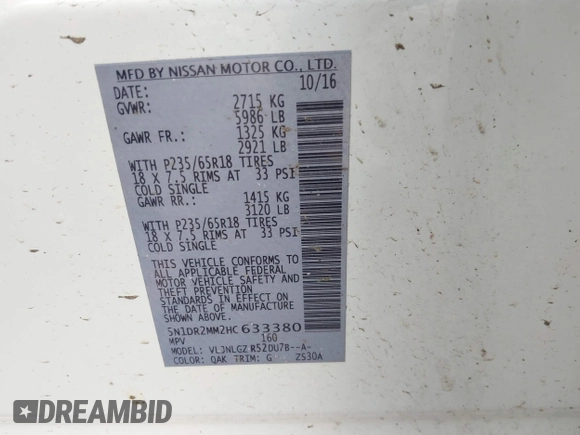 MFD BY NISSAN MOTOR CO., LTD.
DATE: 10/16
GVWR: 2715 KG
5986 LB
GAWR FR.: 1325 KG
2921 LB
WITH P235/65R18 TIRES
18 X 7.5 RIMS AT 33 PSI
COLD SINGLE
GAWR RR.: 1415 KG
3120 LB
WITH P235/65R18 TIRES
18 X 7.5 RIMS AT 33 PSI
COLD SINGLE
THIS VEHICLE CONFORMS TO
ALL APPLICABLE FEDERAL
MOTOR VEHICLE SAFETY AND
THEFT PREVENTION
STANDARDS IN EFFECT ON
THE DATE OF MANUFACTURE
SHOWN ABOVE.
5N1DR2MM2HC 633380
MPV 160
MODEL: VLJNLGZ R52DU7B--A-
COLOR: QAK TRIM: G ZS30A
DREAMBID